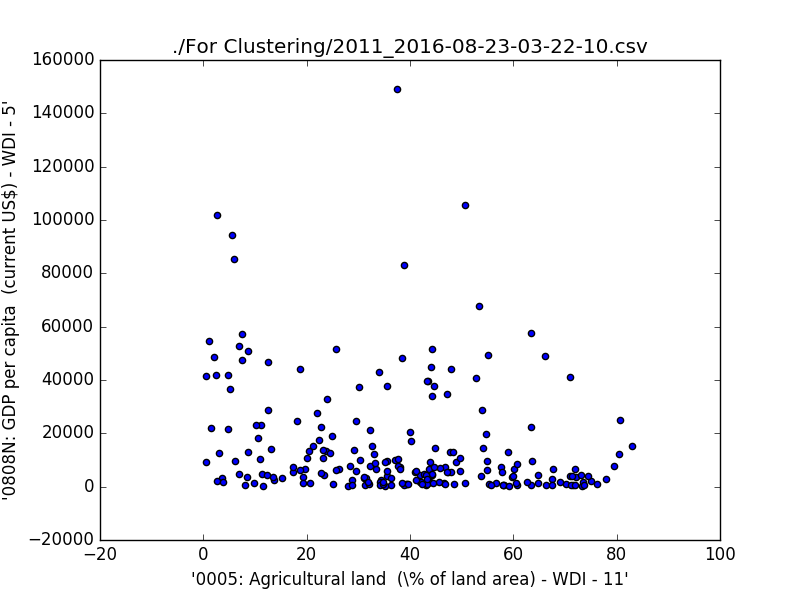 ./For Clustering/2011_2016-08-23-03-22-10.csv
160000
140000
120000
100000
80000
60000
40000
20000
0
−20000
'0808N: GDP per capita  (current US$) - WDI - 5'
−20 0 20 40 60 80 100
'0005: Agricultural land  (\% of land area) - WDI - 11'